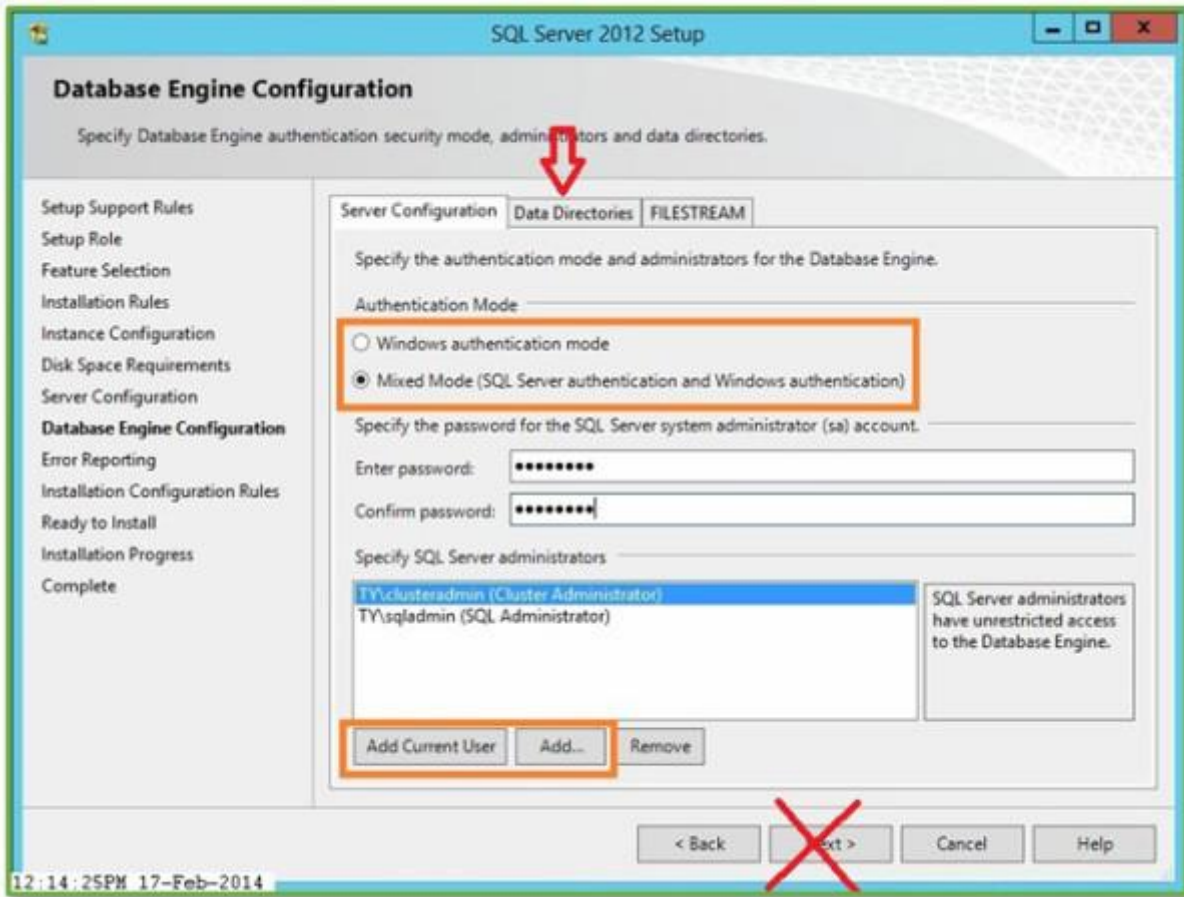 SQL Server 2012 Setup
Database Engine Configuration
Specify Database Engine authentication security mode, administrators and data directories.
Setup Support Rules
Setup Role
Feature Selection
Installation Rules
Instance Configuration
Disk Space Requirements
Server Configuration
Database Engine Configuration
Error Reporting
Installation Configuration Rules
Ready to Install
Installation Progress
Complete
Server Configuration Data Directories FILESTREAM
Specify the authentication mode and administrators for the Database Engine.
Authentication Mode
Windows authentication mode
Mixed Mode (SQL Server authentication and Windows authentication)
Specify the password for the SQL Server system administrator (sa) account.
Enter password: ●●●●●●●●
Confirm password: ●●●●●●●●
Specify SQL Server administrators
TY\clusteradmin (Cluster Administrator)
TY\sqladmin (SQL Administrator)
SQL Server administrators
have unrestricted access
to the Database Engine.
Add Current User Add... Remove
< Back Next > Cancel Help
12:14:25PM 17-Feb-2014